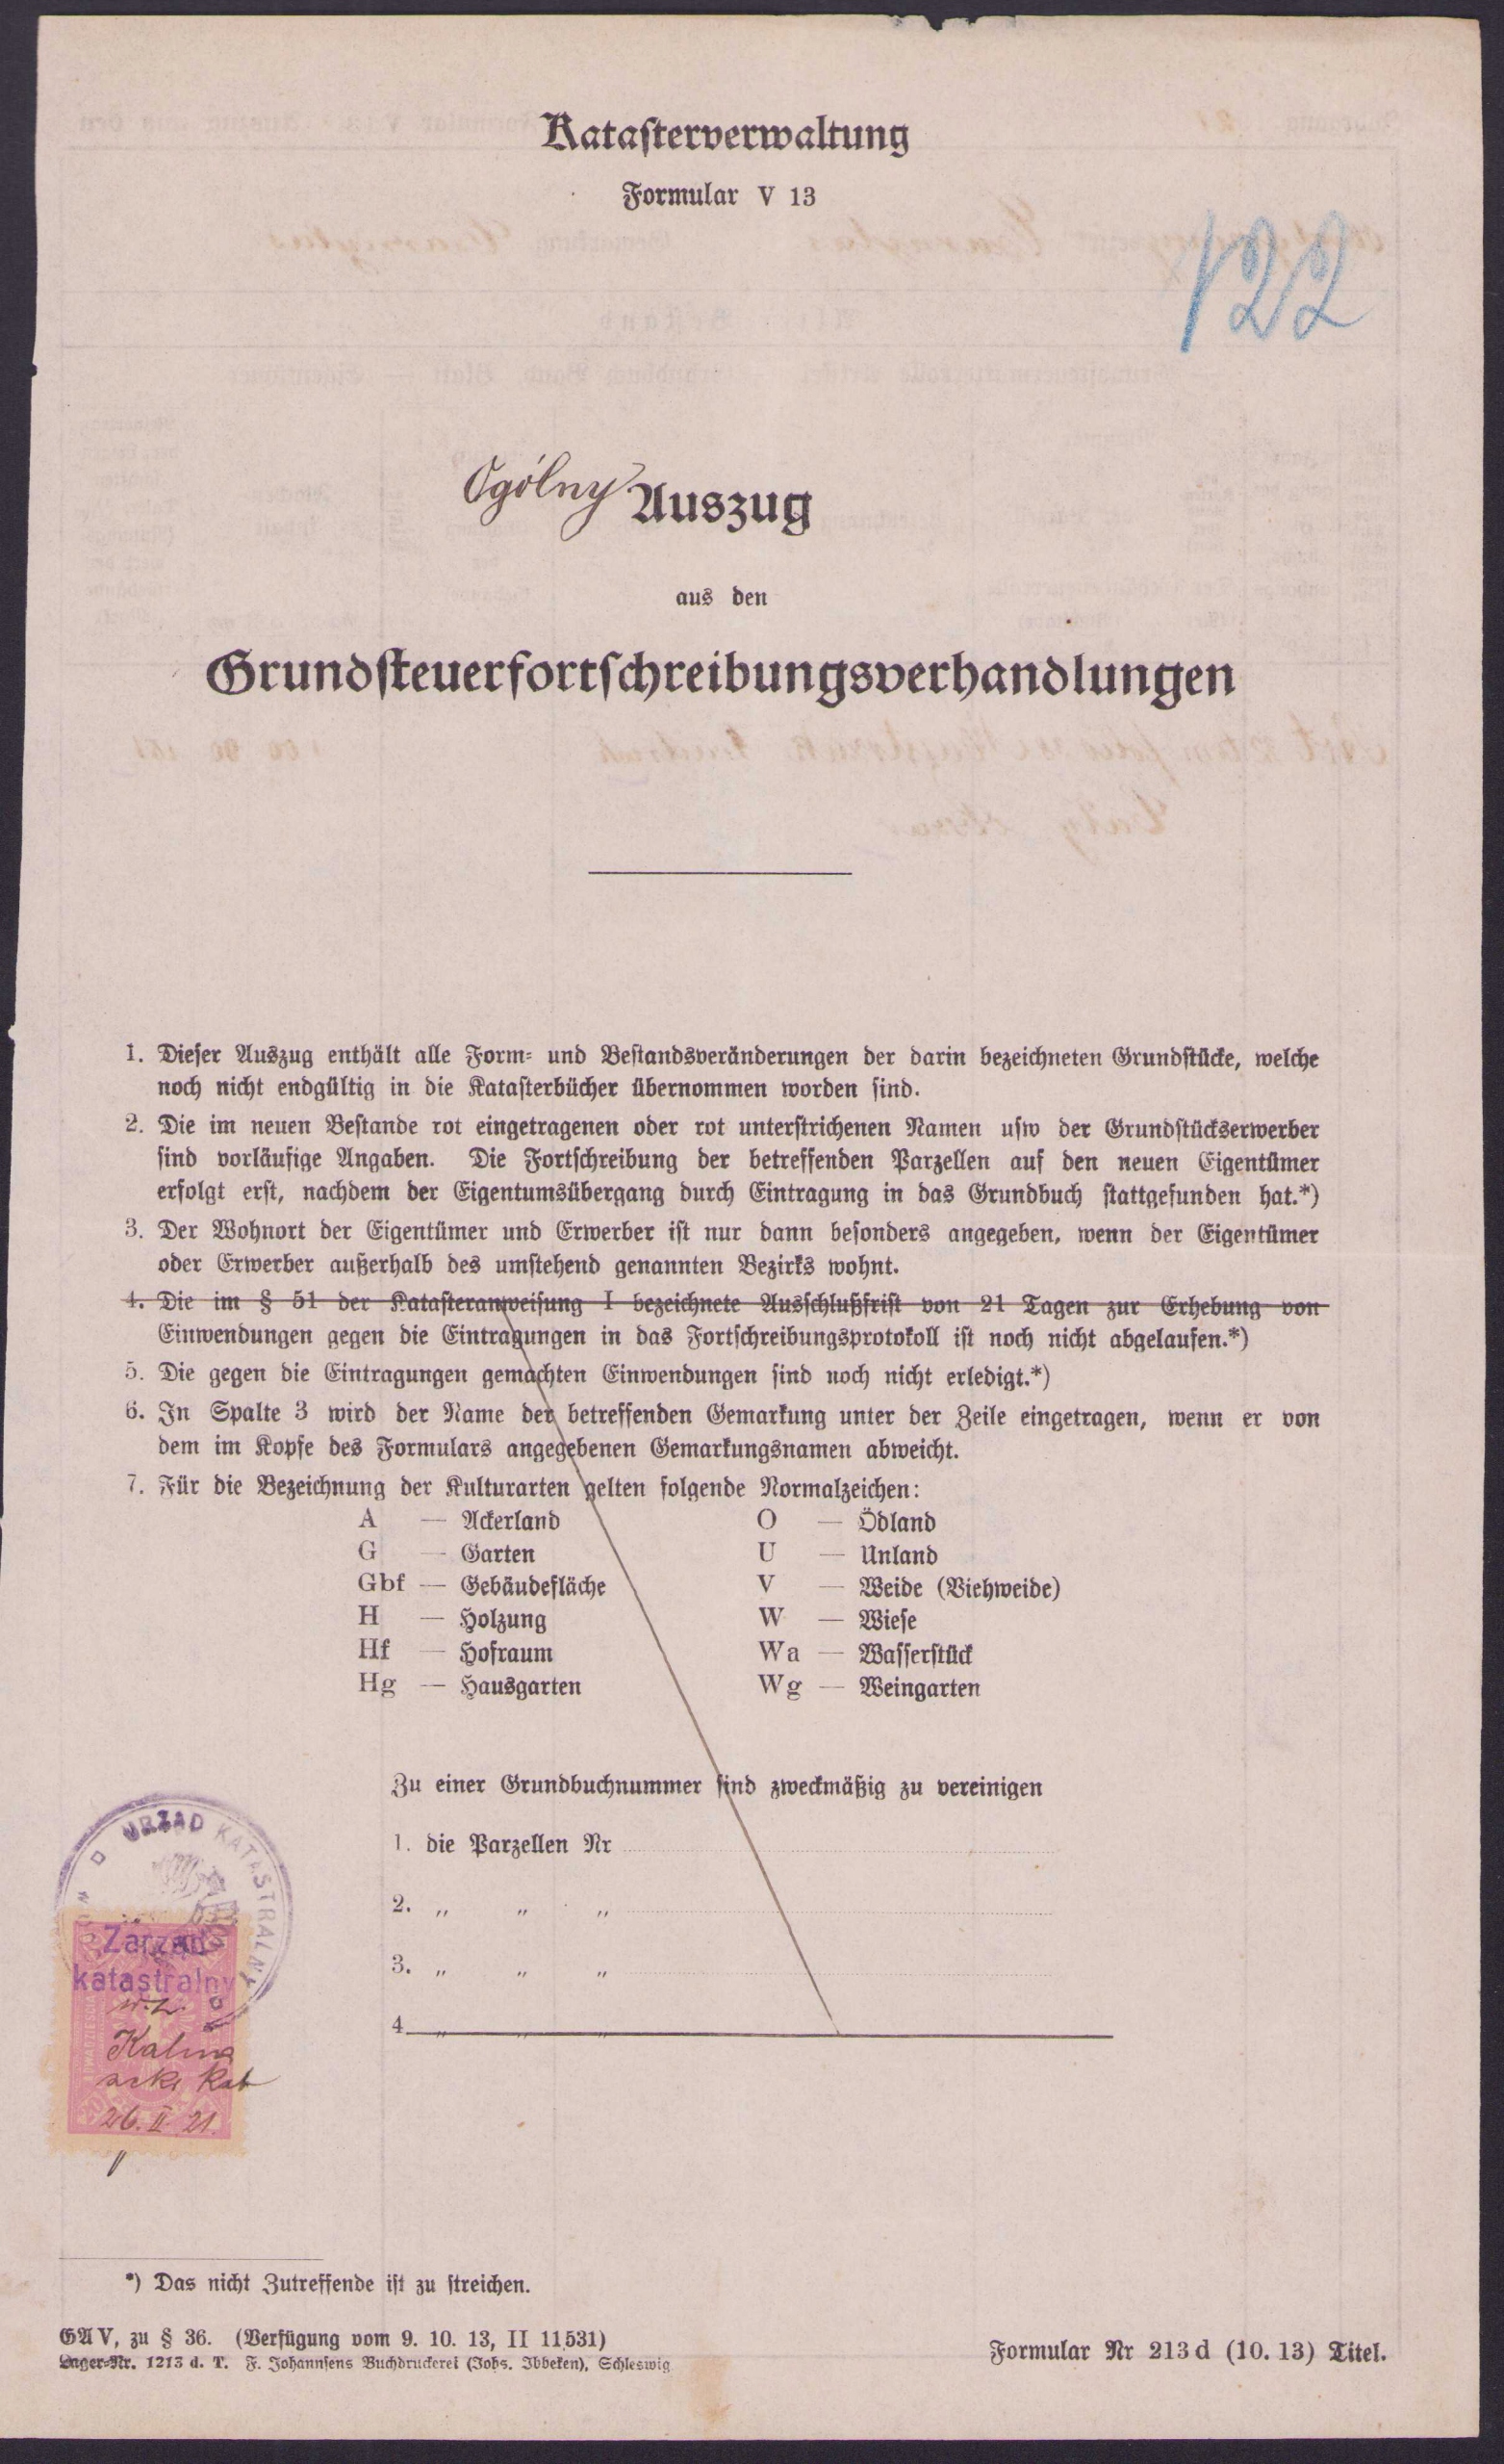 Katasterverwaltung
Formular V 13
122
Ogólny Auszug
aus den
Grundsteuerfortschreibungsverhandlungen
1. Dieser Auszug enthält alle Form- und Bestandsveränderungen der darin bezeichneten Grundstücke, welche
noch nicht endgültig in die Katasterbücher übernommen worden sind.
2. Die im neuen Bestande rot eingetragenen oder rot unterstrichenen Namen usw der Grundstückserwerber
sind vorläufige Angaben. Die Fortschreibung der betreffenden Parzellen auf den neuen Eigentümer
erfolgt erst, nachdem der Eigentumsübergang durch Eintragung in das Grundbuch stattgefunden hat.*)
3. Der Wohnort der Eigentümer und Erwerber ist nur dann besonders angegeben, wenn der Eigentümer
oder Erwerber außerhalb des umstehend genannten Bezirks wohnt.
4. Die im § 51 der Katasteranweisung I bezeichnete Ausschlußfrist von 21 Tagen zur Erhebung von
Einwendungen gegen die Eintragungen in das Fortschreibungsprotokoll ist noch nicht abgelaufen.*)
5. Die gegen die Eintragungen gemachten Einwendungen sind noch nicht erledigt.*)
6. In Spalte 3 wird der Name der betreffenden Gemarkung unter der Zeile eingetragen, wenn er von
dem im Kopfe des Formulars angegebenen Gemarkungsnamen abweicht.
7. Für die Bezeichnung der Kulturarten gelten folgende Normalzeichen:
A — Ackerland O — Ödland
G — Garten U — Unland
Gbf — Gebäudefläche V — Weide (Viehweide)
H — Holzung W — Wiese
Hf — Hofraum Wa — Wasserstück
Hg — Hausgarten Wg — Weingarten
Zu einer Grundbuchnummer sind zweckmäßig zu vereinigen
1. die Parzellen Nr
2. „ „ „
3. „ „ „
4 „ „ „
URZĄD KATASTRALNY
Zarząd
katastralny
w.z.
26. II. 21.
*) Das nicht Zutreffende ist zu streichen.
GA V, zu § 36. (Verfügung vom 9. 10. 13, II 11531)
Lager-Nr. 1213 d. T. F. Johannsens Buchdruckerei (Johs. Ibbeken), Schleswig
Formular Nr 213 d (10. 13) Titel.